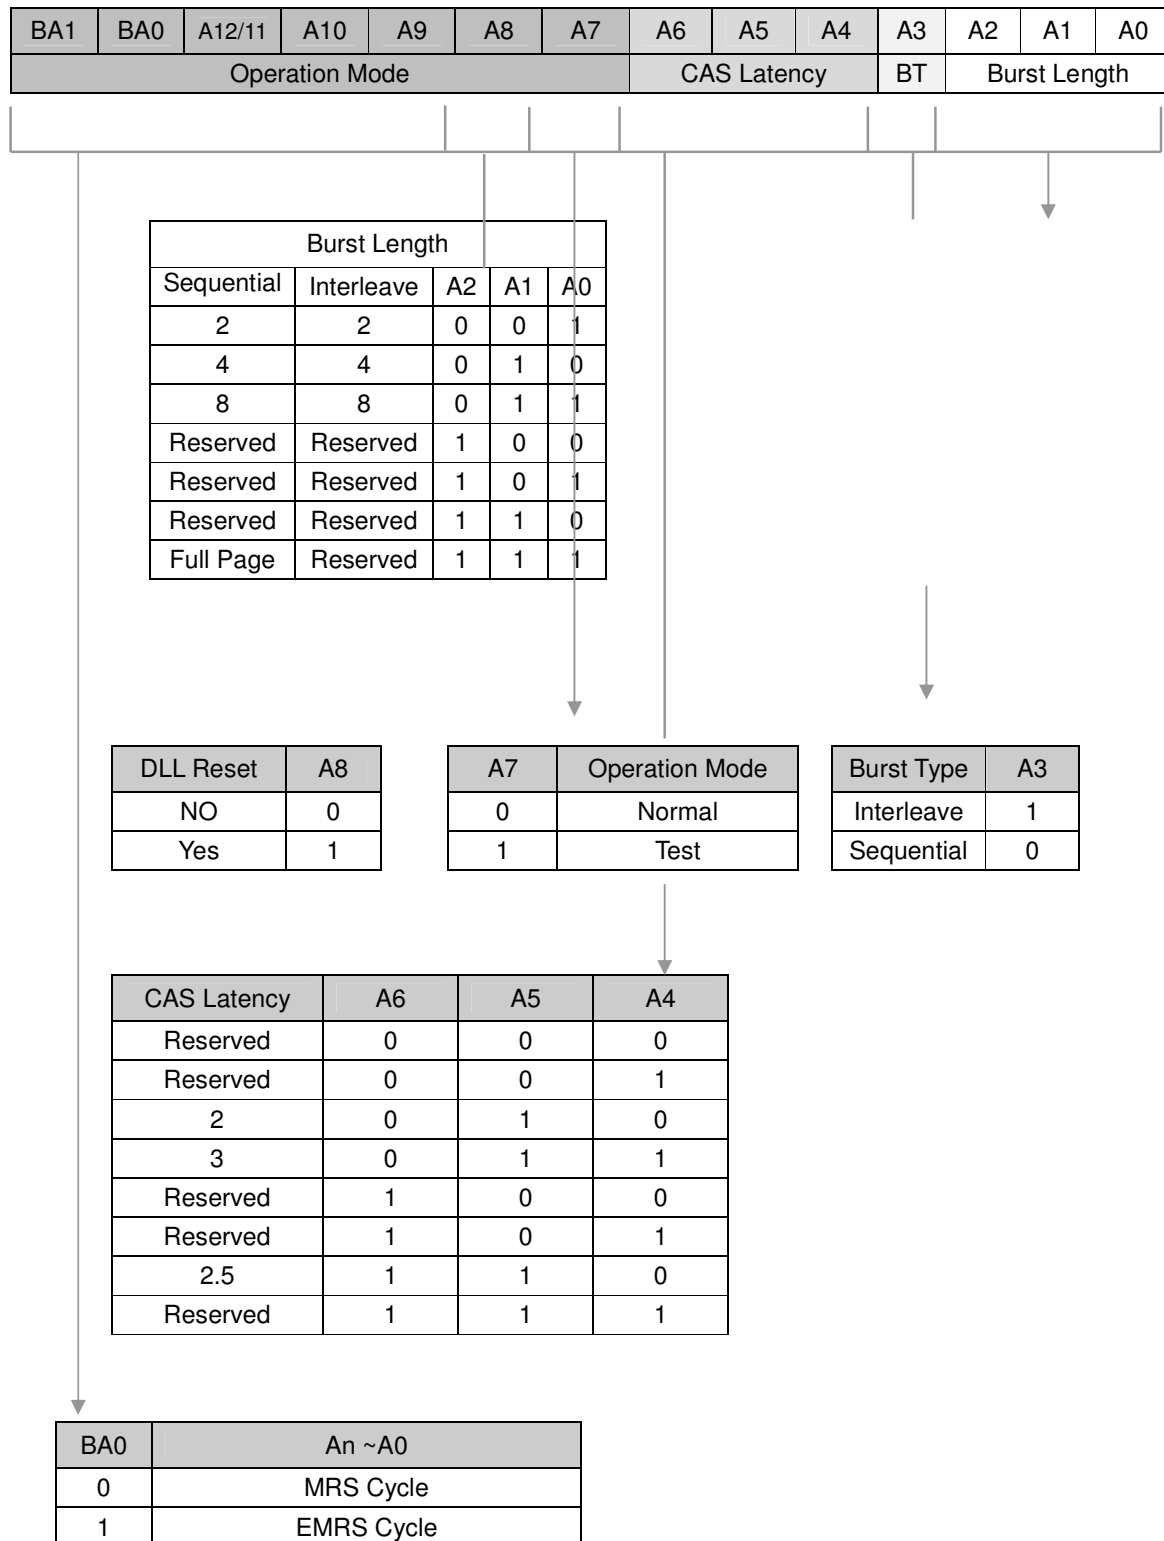 BA1 BA0 A12/11 A10 A9 A8 A7 A6 A5 A4 A3 A2 A1 A0
Operation Mode CAS Latency BT Burst Length
Burst Length
Sequential Interleave A2 A1 A0
2 2 0 0 1
4 4 0 1 0
8 8 0 1 1
Reserved Reserved 1 0 0
Reserved Reserved 1 0 1
Reserved Reserved 1 1 0
Full Page Reserved 1 1 1
DLL Reset A8
NO 0
Yes 1
A7 Operation Mode
0 Normal
1 Test
Burst Type A3
Interleave 1
Sequential 0
CAS Latency A6 A5 A4
Reserved 0 0 0
Reserved 0 0 1
2 0 1 0
3 0 1 1
Reserved 1 0 0
Reserved 1 0 1
2.5 1 1 0
Reserved 1 1 1
BA0 An ~A0
0 MRS Cycle
1 EMRS Cycle